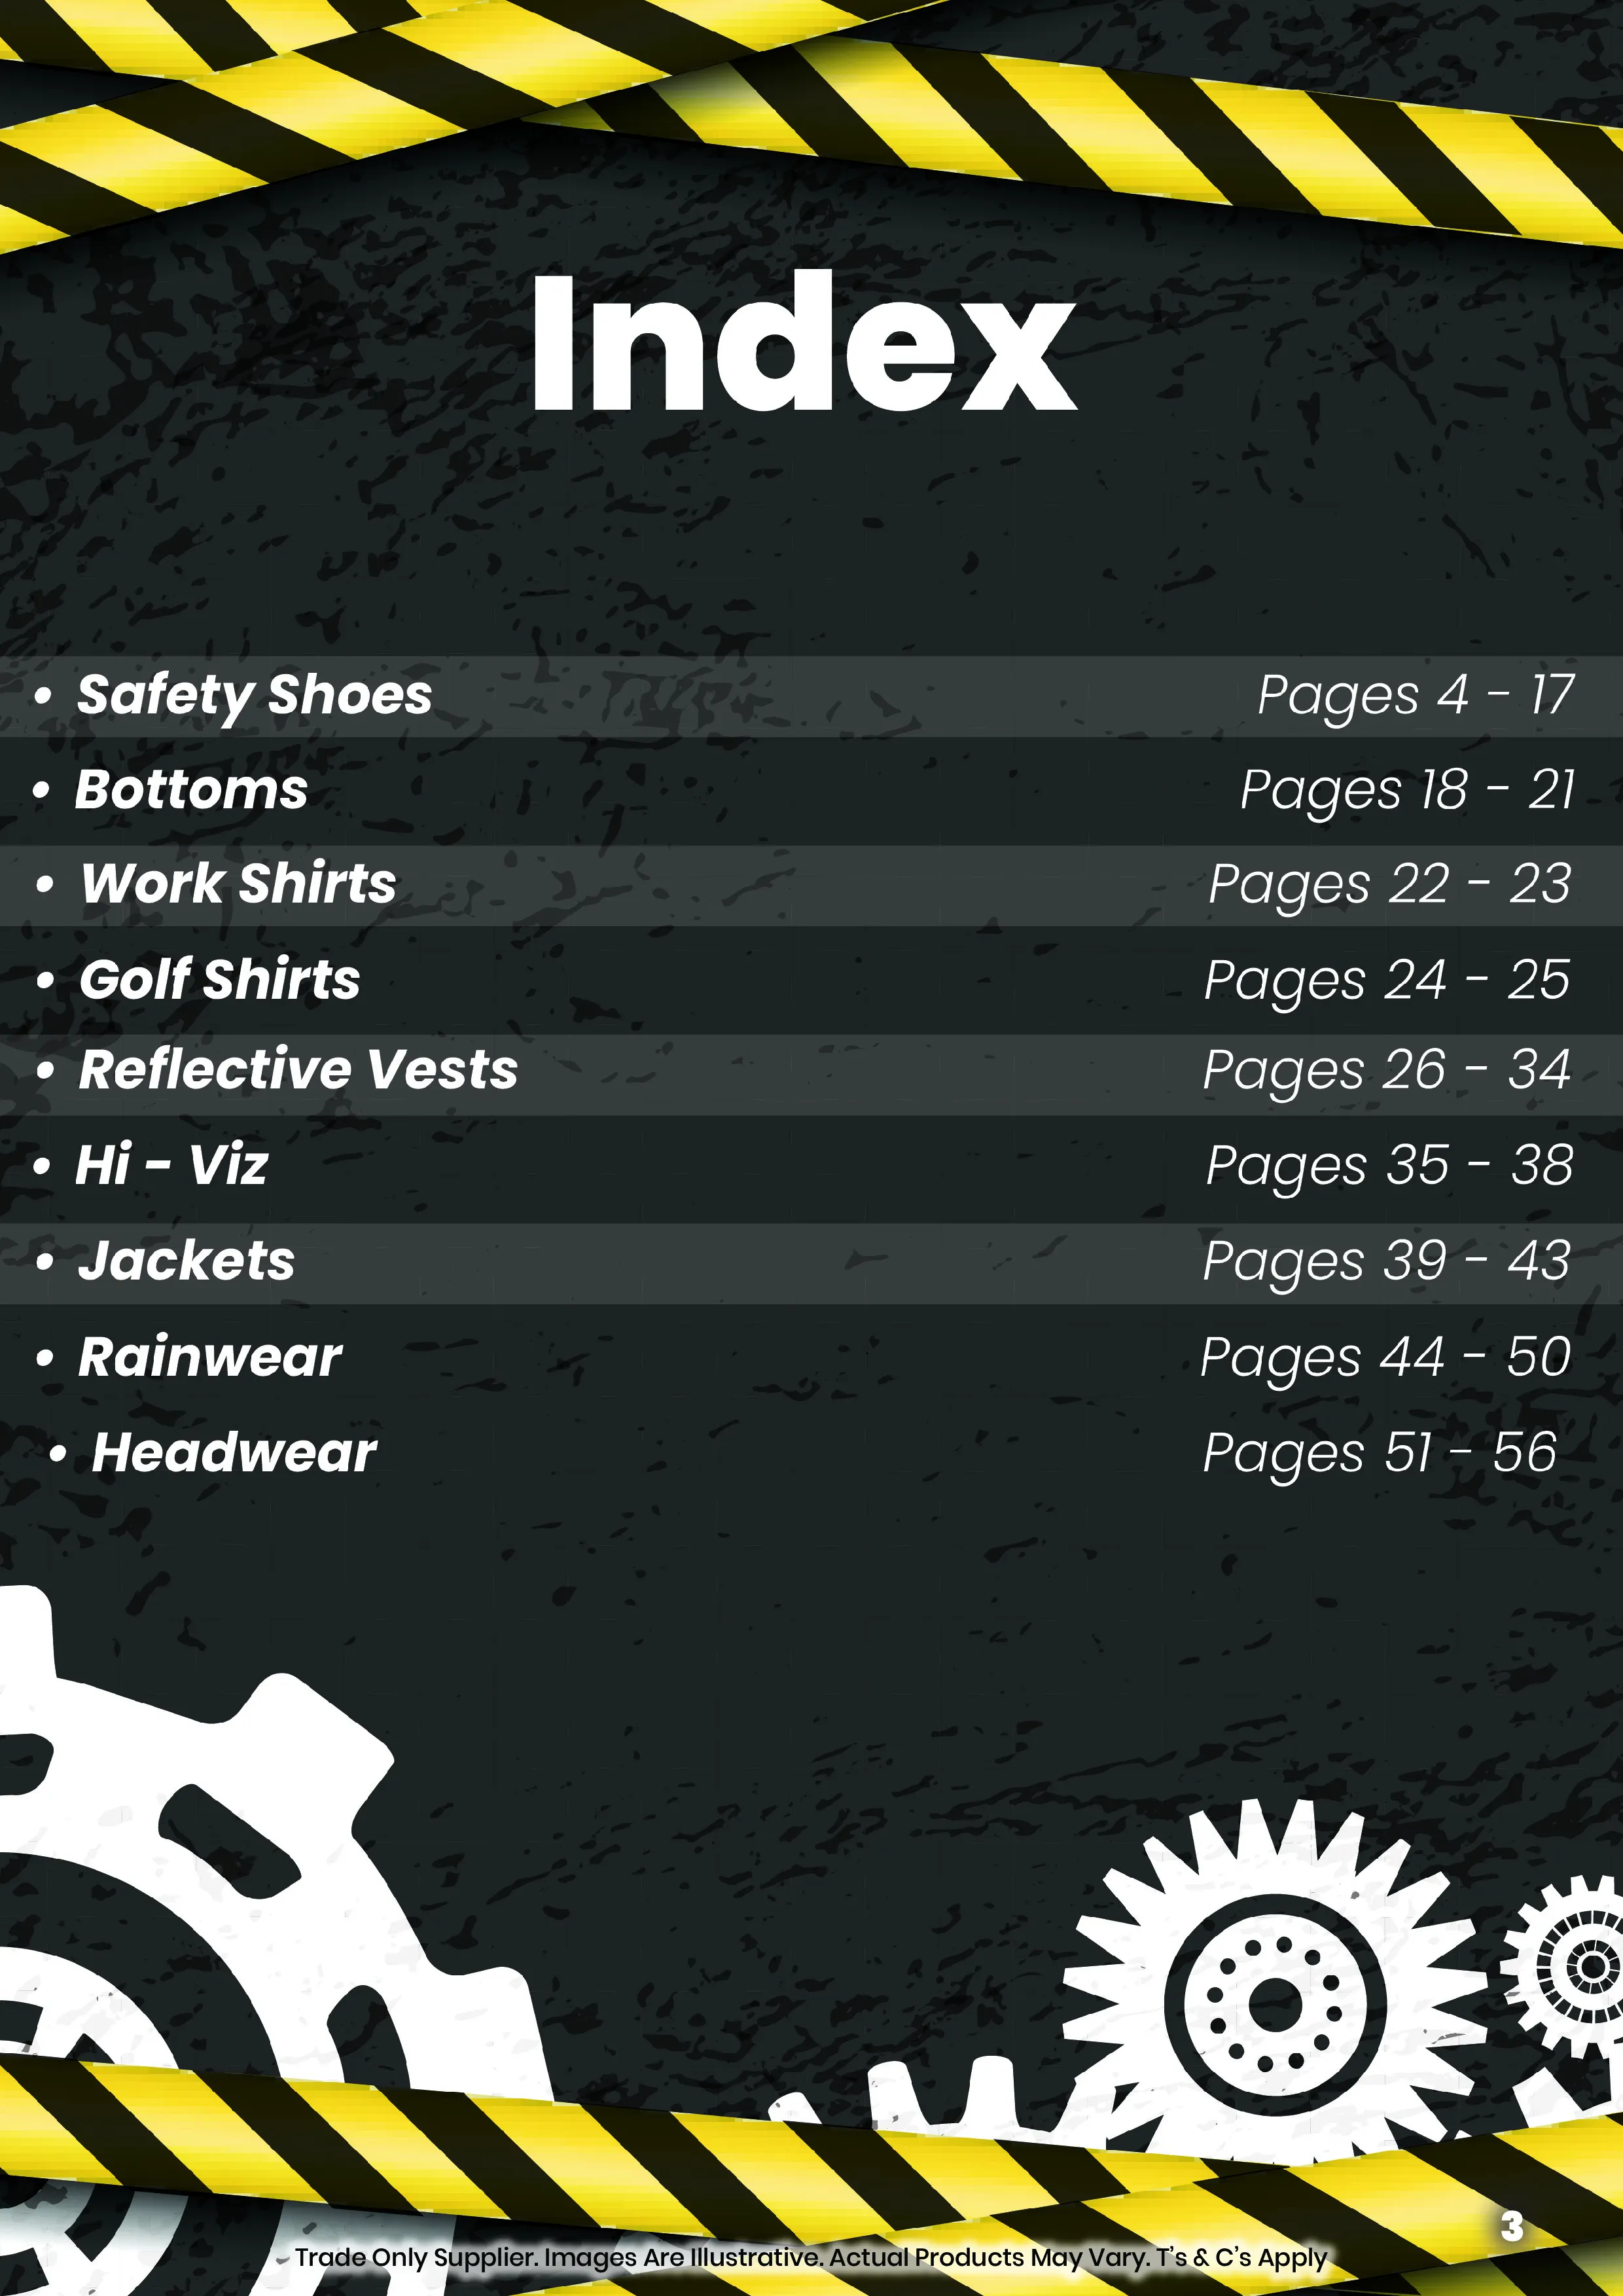 Index
• Safety Shoes Pages 4 - 17
• Bottoms Pages 18 - 21
• Work Shirts Pages 22 - 23
• Golf Shirts Pages 24 - 25
• Reflective Vests Pages 26 - 34
• Hi - Viz Pages 35 - 38
• Jackets Pages 39 - 43
• Rainwear Pages 44 - 50
• Headwear Pages 51 - 56
3
Trade Only Supplier. Images Are Illustrative. Actual Products May Vary. T's & C's Apply